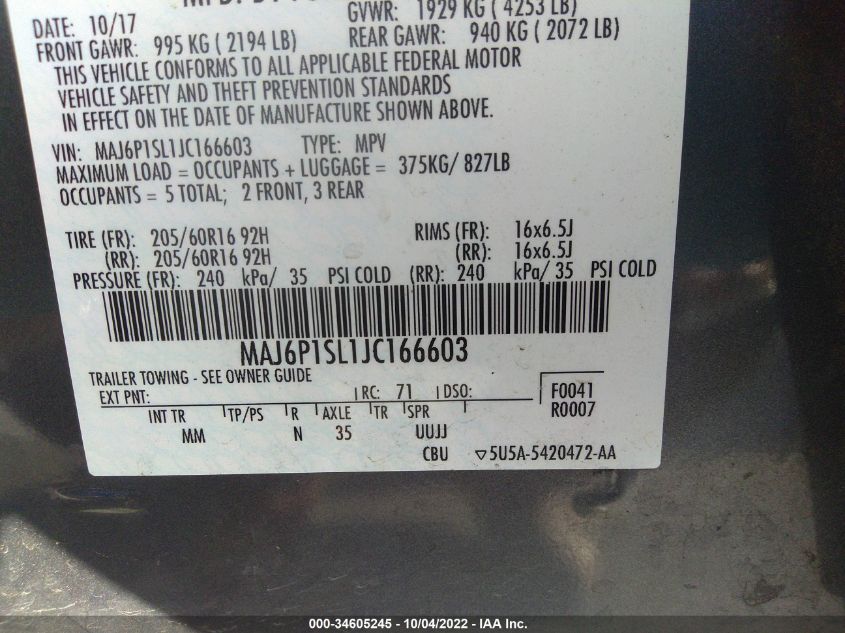 MFD. BY
DATE: 10/17 GVWR: 1929 KG ( 4253 LB)
FRONT GAWR: 995 KG ( 2194 LB) REAR GAWR: 940 KG ( 2072 LB)
THIS VEHICLE CONFORMS TO ALL APPLICABLE FEDERAL MOTOR
VEHICLE SAFETY AND THEFT PREVENTION STANDARDS
IN EFFECT ON THE DATE OF MANUFACTURE SHOWN ABOVE.
VIN: MAJ6P1SL1JC166603 TYPE: MPV
MAXIMUM LOAD = OCCUPANTS + LUGGAGE = 375KG/ 827LB
OCCUPANTS = 5 TOTAL; 2 FRONT, 3 REAR
TIRE (FR): 205/60R16 92H RIMS (FR): 16x6.5J
(RR): 205/60R16 92H (RR): 16x6.5J
PRESSURE (FR): 240 kPa/ 35 PSI COLD (RR): 240 kPa/ 35 PSI COLD
MAJ6P1SL1JC166603
TRAILER TOWING - SEE OWNER GUIDE
EXT PNT: RC: 71 DSO: F0041
INT TR TP/PS R AXLE TR SPR R0007
MM N 35 UUJJ
CBU ▽5U5A-5420472-AA
000-34605245 - 10/04/2022 - IAA Inc.